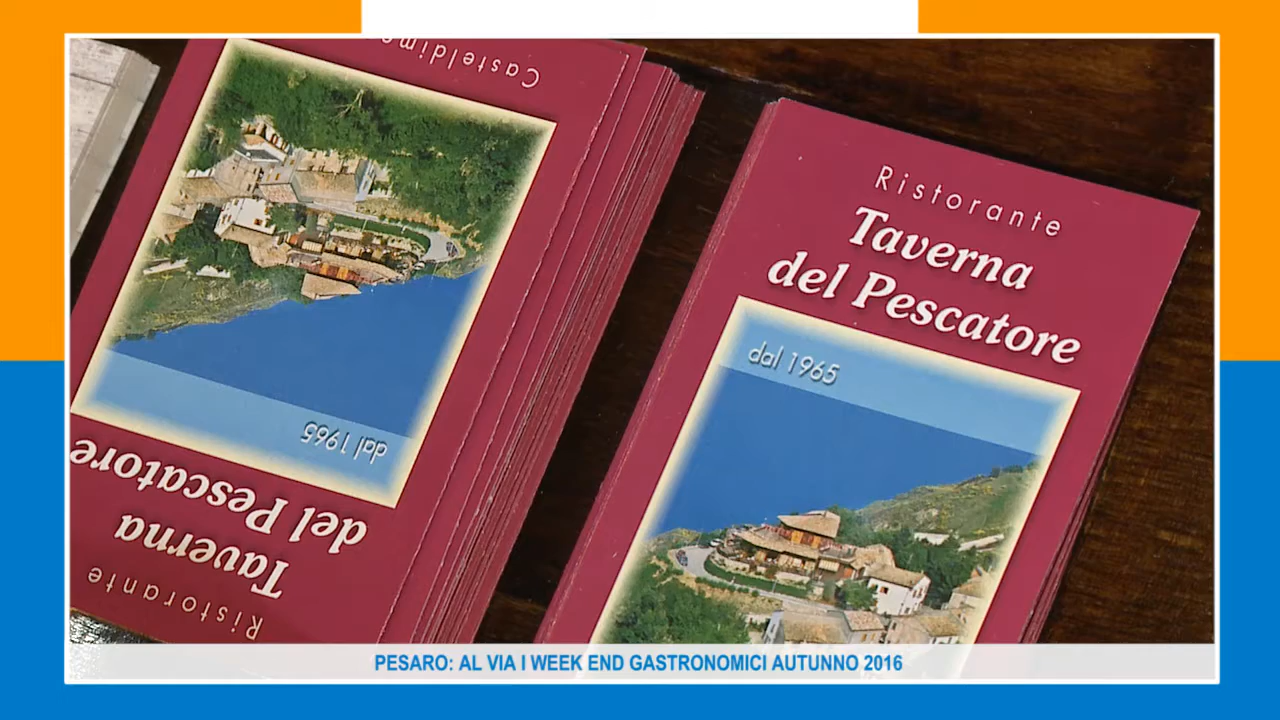 Ristorante
Taverna
del Pescatore
dal 1965
dal 1965
del Pescatore
Taverna
Ristorante
PESARO: AL VIA I WEEK END GASTRONOMICI AUTUNNO 2016